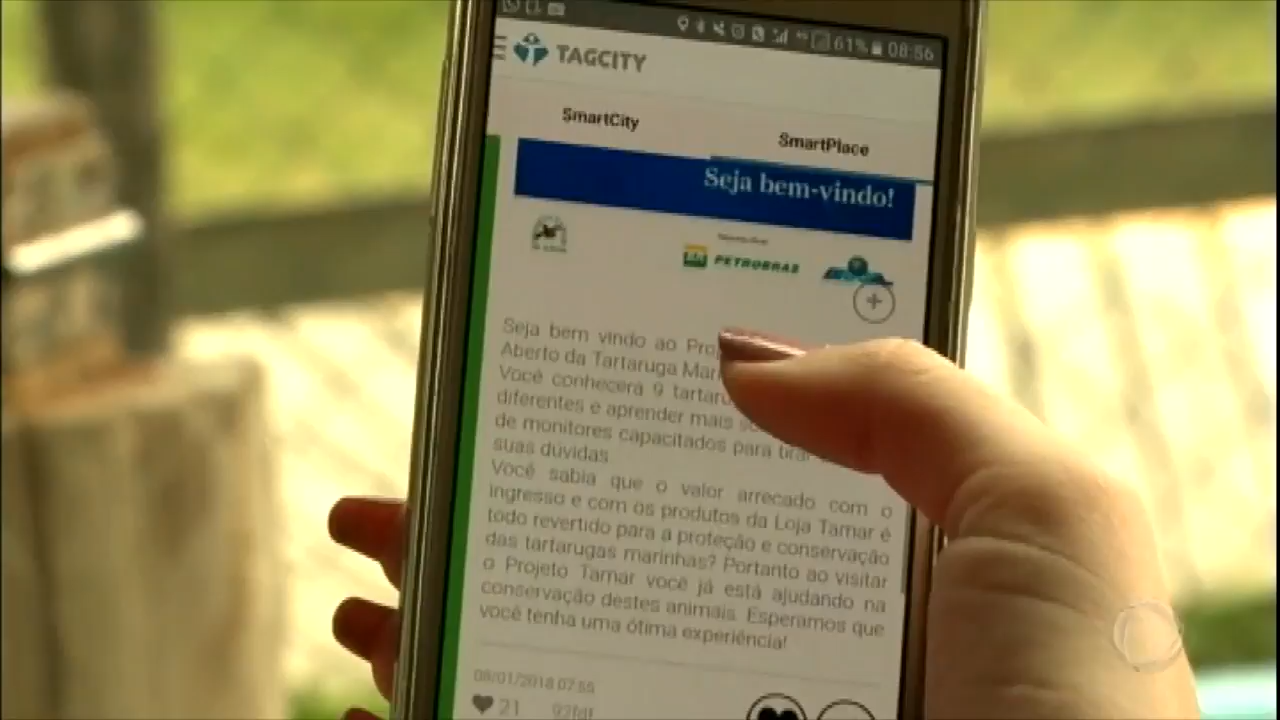 61% 08:56
TAGCITY
SmartCity
SmartPlace
Seja bem-vindo!
PETROBRAS
Seja bem vindo ao
Aberto da Tartaruga
Você conhecerá 9
diferentes e aprender mais
de monitores capacitados para tirar
suas dúvidas.
Você sabia que o valor arrecado com o
ingresso e com os produtos da Loja Tamar é
todo revertido para a proteção e conservação
das tartarugas marinhas? Portanto ao visitar
o Projeto Tamar você já está ajudando na
conservação destes animais. Esperamos que
você tenha uma ótima experiência!
08/01/2018 07:55
21